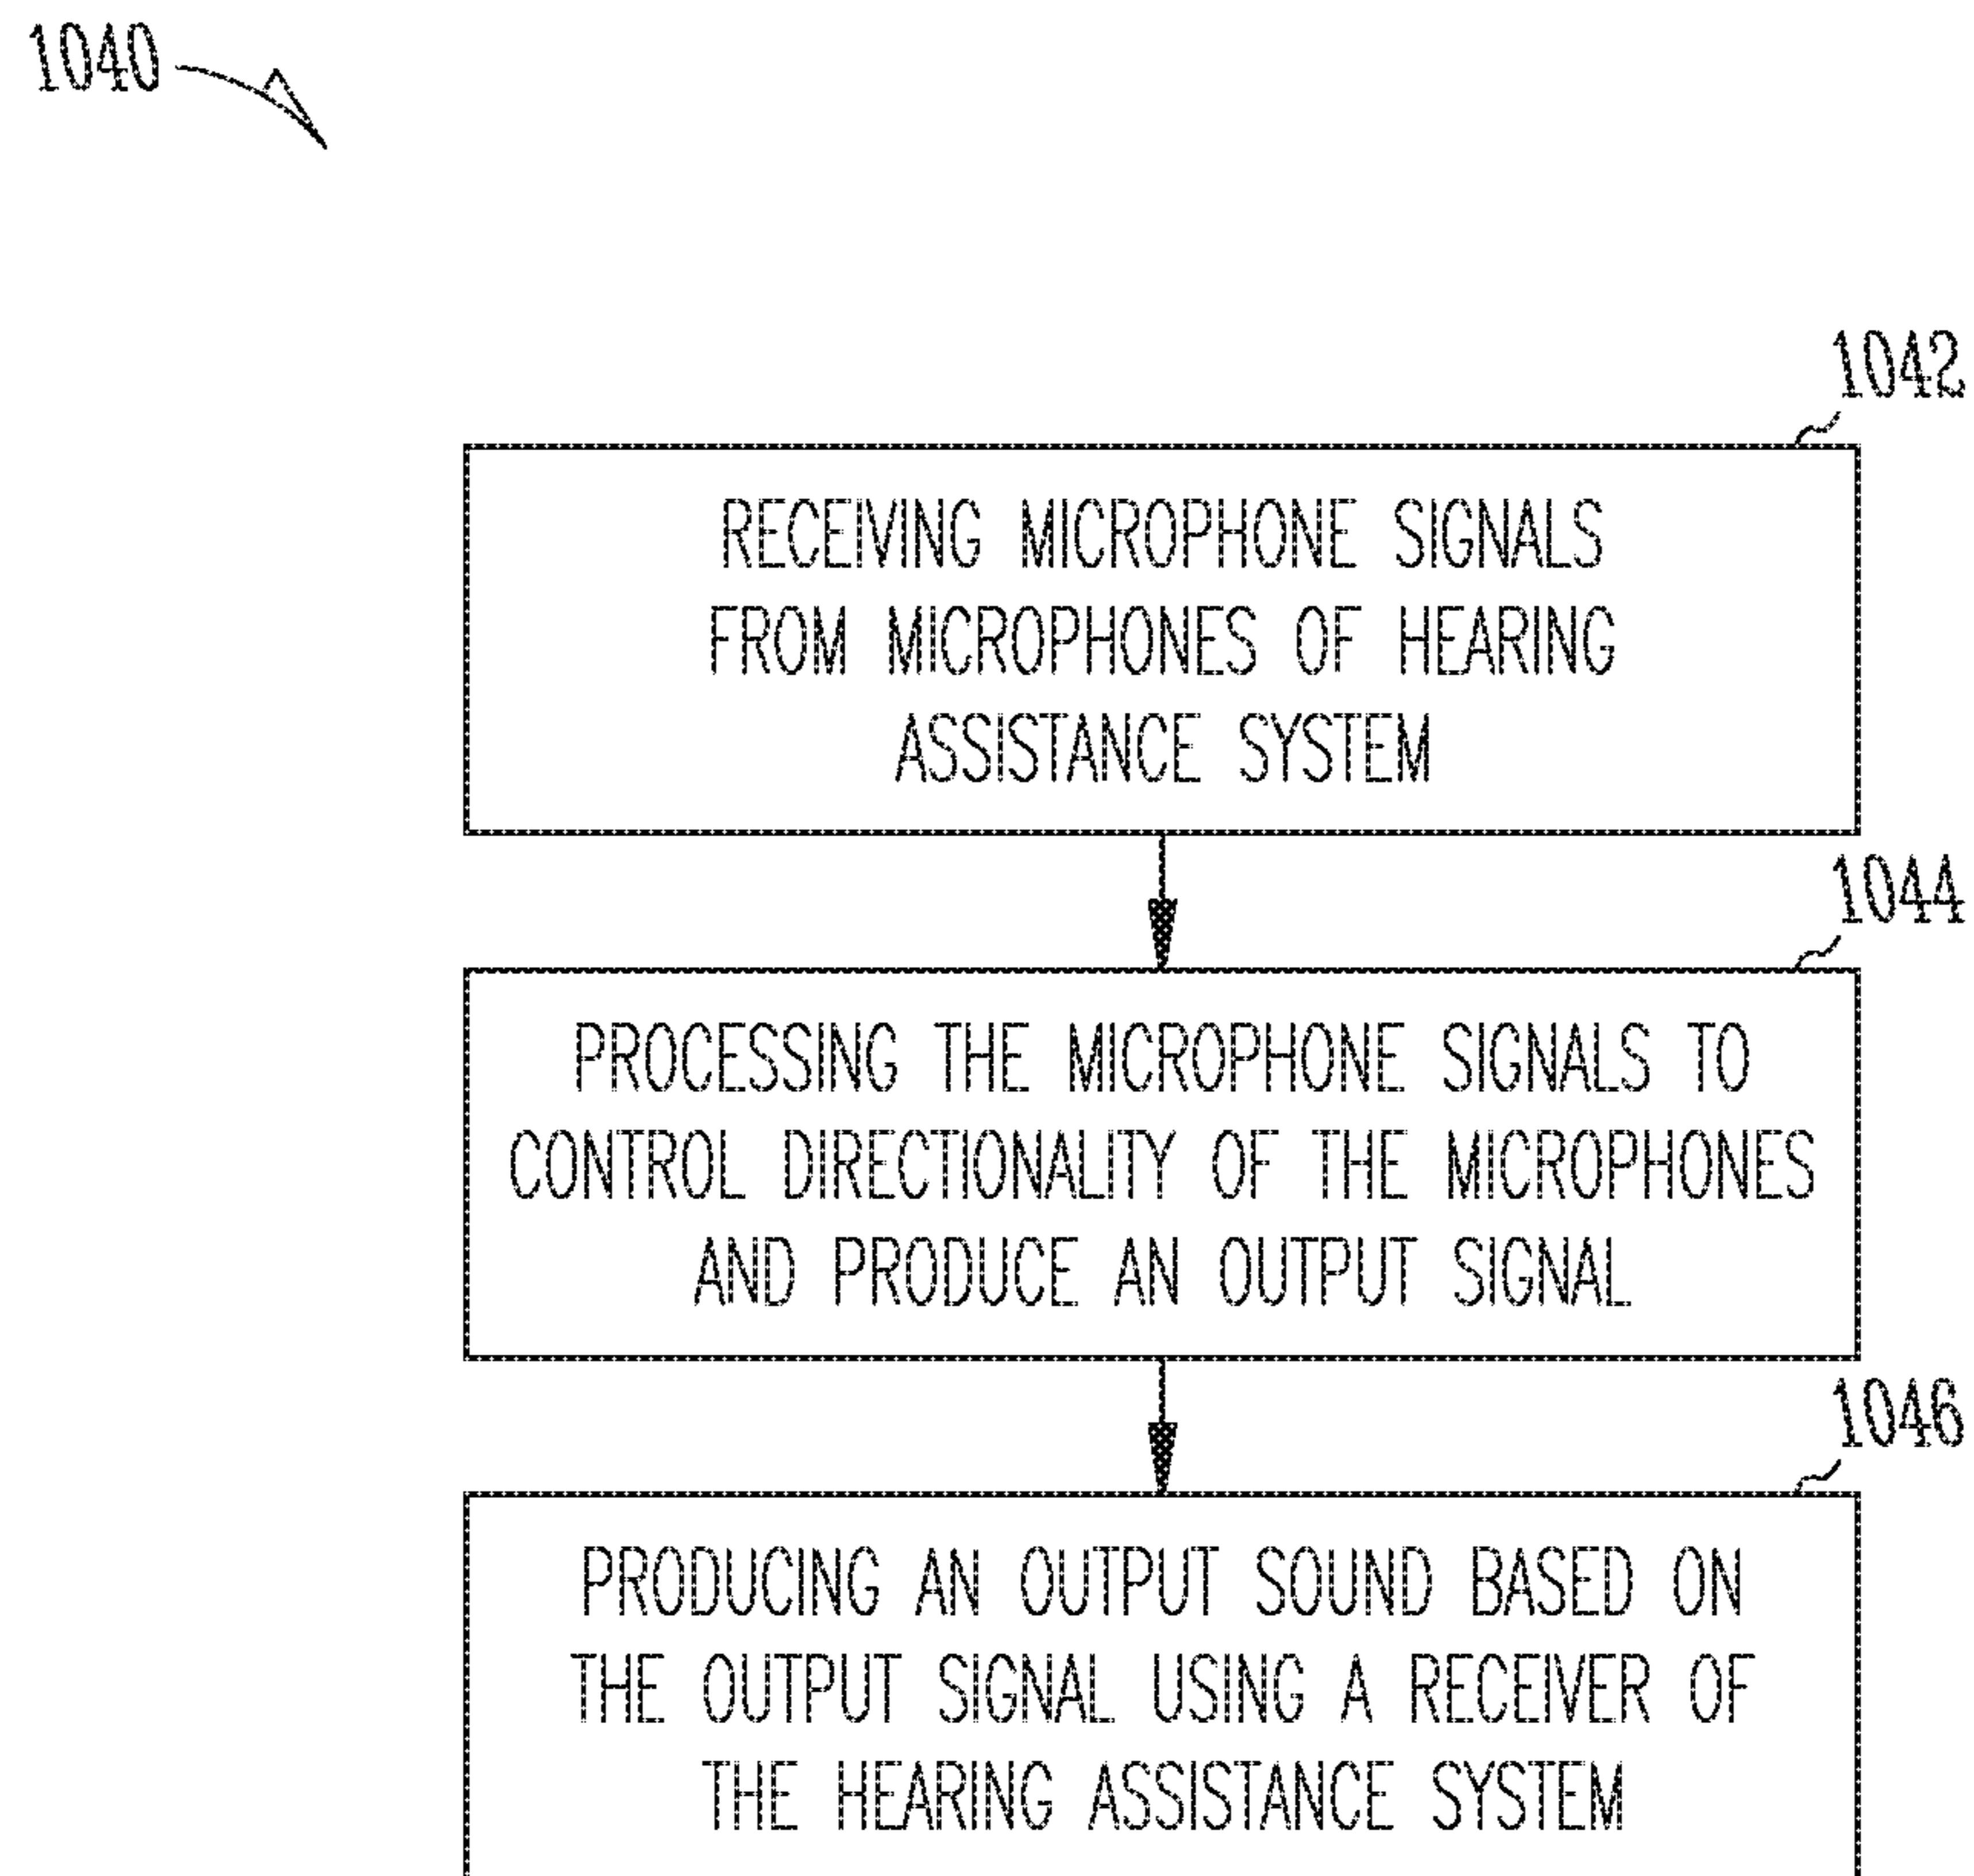 1040
1042
RECEIVING MICROPHONE SIGNALS
FROM MICROPHONES OF HEARING
ASSISTANCE SYSTEM
1044
PROCESSING THE MICROPHONE SIGNALS TO
CONTROL DIRECTIONALITY OF THE MICROPHONES
AND PRODUCE AN OUTPUT SIGNAL
1046
PRODUCING AN OUTPUT SOUND BASED ON
THE OUTPUT SIGNAL USING A RECEIVER OF
THE HEARING ASSISTANCE SYSTEM